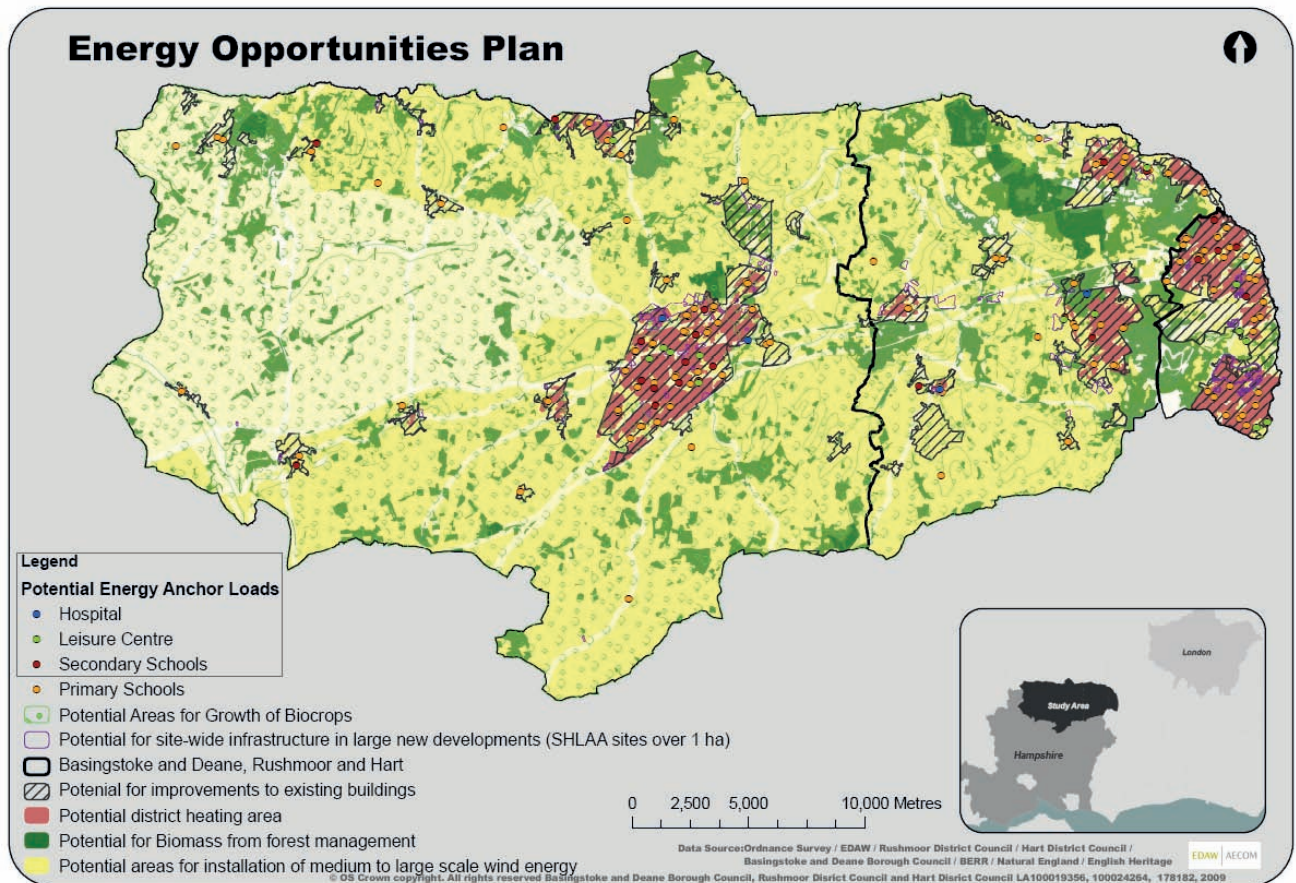 Energy Opportunities Plan
Legend
Potential Energy Anchor Loads
Hospital
Leisure Centre
Secondary Schools
Primary Schools
Potential Areas for Growth of Biocrops
Potential for site-wide infrastructure in large new developments (SHLAA sites over 1 ha)
Basingstoke and Deane, Rushmoor and Hart
Potenial for improvements to existing buildings
Potential district heating area
Potential for Biomass from forest management
Potential areas for installation of medium to large scale wind energy
0 2,500 5,000 10,000 Metres
London
Study Area
Hampshire
Data Source:Ordnance Survey / EDAW / Rushmoor District Council / Hart District Council /
Basingstoke and Deane Borough Council / BERR / Natural England / English Heritage
EDAW AECOM
© OS Crown copyright. All rights reserved Basingstoke and Deane Borough Council, Rushmoor Disrict Council and Hart District Council LA100019356, 100024264, 178182, 2009